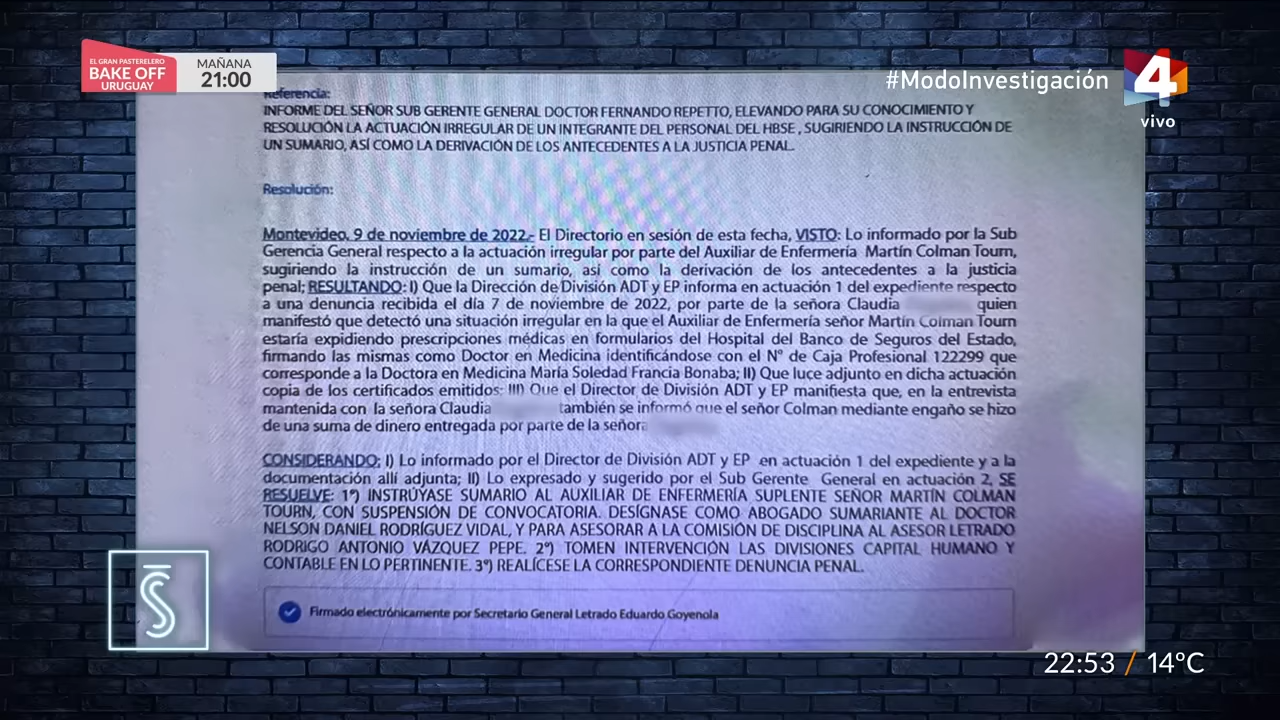 EL GRAN PASTERELERO
BAKE OFF
URUGUAY
MAÑANA
21:00
#ModoInvestigación
4
vivo
Referencia:
INFORME DEL SEÑOR SUB GERENTE GENERAL DOCTOR FERNANDO REPETTO, ELEVANDO PARA SU CONOCIMIENTO Y
RESOLUCIÓN LA ACTUACIÓN IRREGULAR DE UN INTEGRANTE DEL PERSONAL DEL HBSE , SUGIRIENDO LA INSTRUCCIÓN DE
UN SUMARIO, ASÍ COMO LA DERIVACIÓN DE LOS ANTECEDENTES A LA JUSTICIA PENAL.
Resolución:
Montevideo, 9 de noviembre de 2022.- El Directorio en sesión de esta fecha, VISTO: Lo informado por la Sub
Gerencia General respecto a la actuación irregular por parte del Auxiliar de Enfermería Martín Colman Tourn,
sugiriendo la instrucción de un sumario, así como la derivación de los antecedentes a la justicia
penal; RESULTANDO: I) Que la Dirección de División ADT y EP informa en actuación 1 del expediente respecto
a una denuncia recibida el día 7 de noviembre de 2022, por parte de la señora Claudia quien
manifestó que detectó una situación irregular en la que el Auxiliar de Enfermería señor Martín Colman Tourn
estaría expidiendo prescripciones médicas en formularios del Hospital del Banco de Seguros del Estado,
firmando las mismas como Doctor en Medicina identificándose con el Nº de Caja Profesional 122299 que
corresponde a la Doctora en Medicina María Soledad Francia Bonaba; II) Que luce adjunto en dicha actuación
copia de los certificados emitidos; III) Que el Director de División ADT y EP manifiesta que, en la entrevista
mantenida con la señora Claudia también se informó que el señor Colman mediante engaño se hizo
de una suma de dinero entregada por parte de la señora
CONSIDERANDO: I) Lo informado por el Director de División ADT y EP en actuación 1 del expediente y a la
documentación allí adjunta; II) Lo expresado y sugerido por el Sub Gerente General en actuación 2, SE
RESUELVE: 1º) INSTRÚYASE SUMARIO AL AUXILIAR DE ENFERMERÍA SUPLENTE SEÑOR MARTÍN COLMAN
TOURN, CON SUSPENSIÓN DE CONVOCATORIA. DESÍGNASE COMO ABOGADO SUMARIANTE AL DOCTOR
NELSON DANIEL RODRÍGUEZ VIDAL, Y PARA ASESORAR A LA COMISIÓN DE DISCIPLINA AL ASESOR LETRADO
RODRIGO ANTONIO VÁZQUEZ PEPE. 2º) TOMEN INTERVENCIÓN LAS DIVISIONES CAPITAL HUMANO Y
CONTABLE EN LO PERTINENTE. 3º) REALÍCESE LA CORRESPONDIENTE DENUNCIA PENAL.
Firmado electrónicamente por Secretario General Letrado Eduardo Goyenola
S
22:53 / 14°C